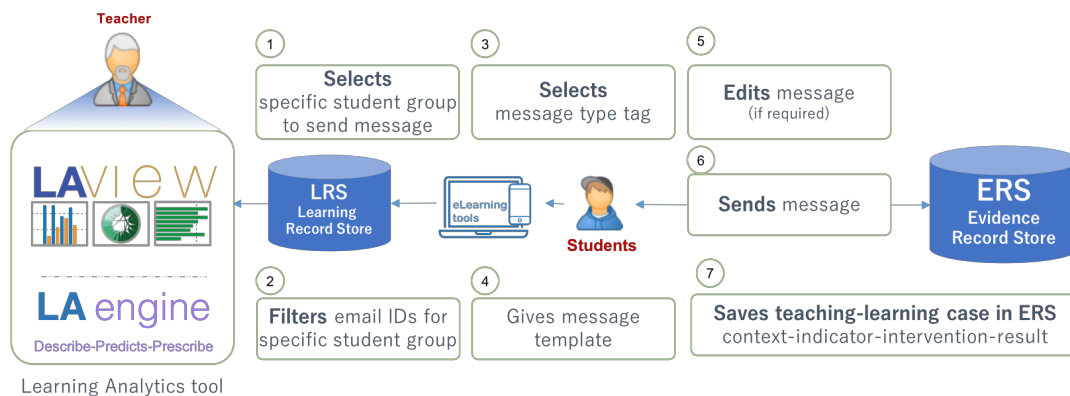 Teacher
1
Selects
specific student group
to send message
3
Selects
message type tag
5
Edits message
(if required)
LAVIEW
LRS
Learning
Record Store
eLearning
tools
Students
6
Sends message
ERS
Evidence
Record Store
LA engine
Describe-Predicts-Prescribe
2
Filters email IDs for
specific student group
4
Gives message
template
7
Saves teaching-learning case in ERS
context-indicator-intervention-result
Learning Analytics tool